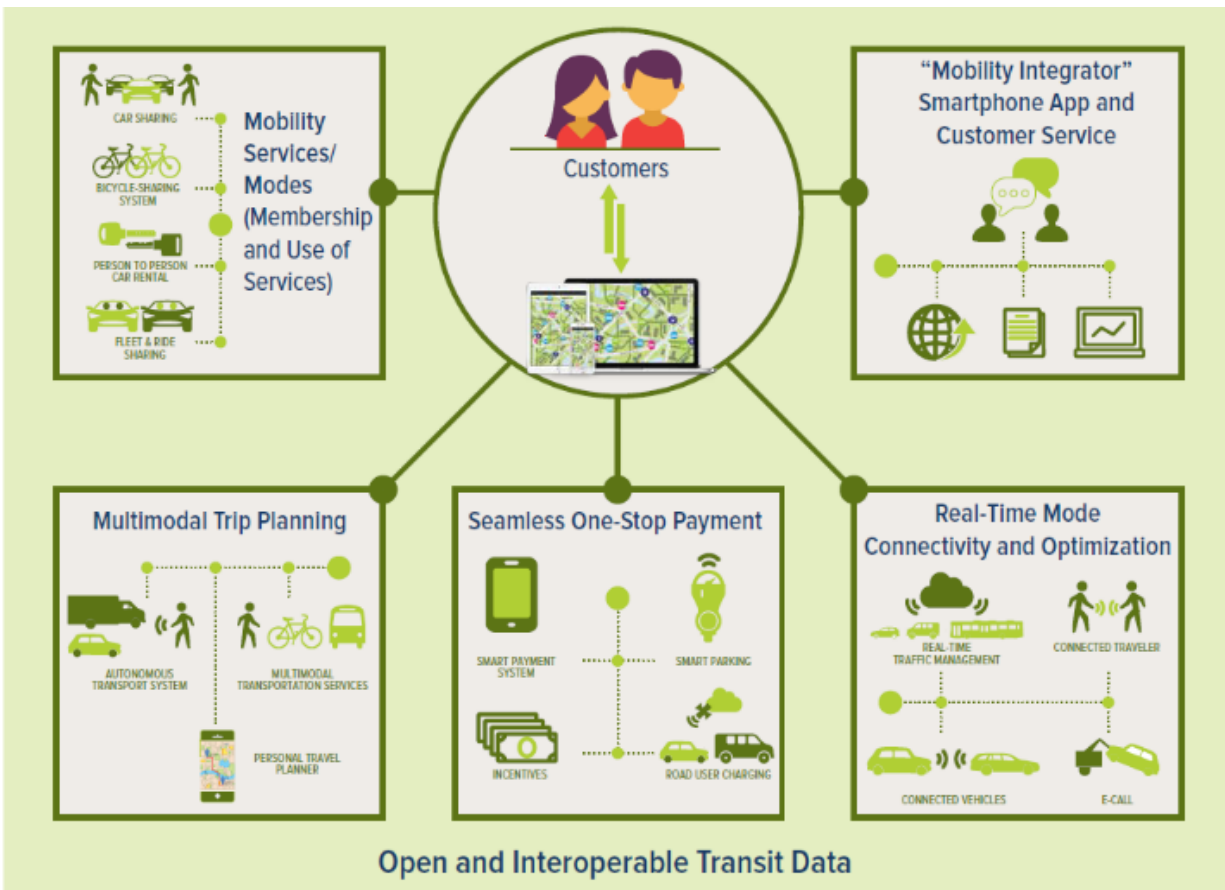 CAR SHARING
BICYCLE-SHARING
SYSTEM
PERSON TO PERSON
CAR RENTAL
FLEET & RIDE
SHARING
Mobility
Services/
Modes
(Membership
and Use of
Services)
Customers
“Mobility Integrator”
Smartphone App and
Customer Service
Multimodal Trip Planning
AUTONOMOUS
TRANSPORT SYSTEM
MULTIMODAL
TRANSPORTATION SERVICES
PERSONAL TRAVEL
PLANNER
Seamless One-Stop Payment
SMART PAYMENT
SYSTEM
SMART PARKING
INCENTIVES
ROAD USER CHARGING
Real-Time Mode
Connectivity and Optimization
REAL-TIME
TRAFFIC MANAGEMENT
CONNECTED TRAVELER
CONNECTED VEHICLES
E-CALL
Open and Interoperable Transit Data